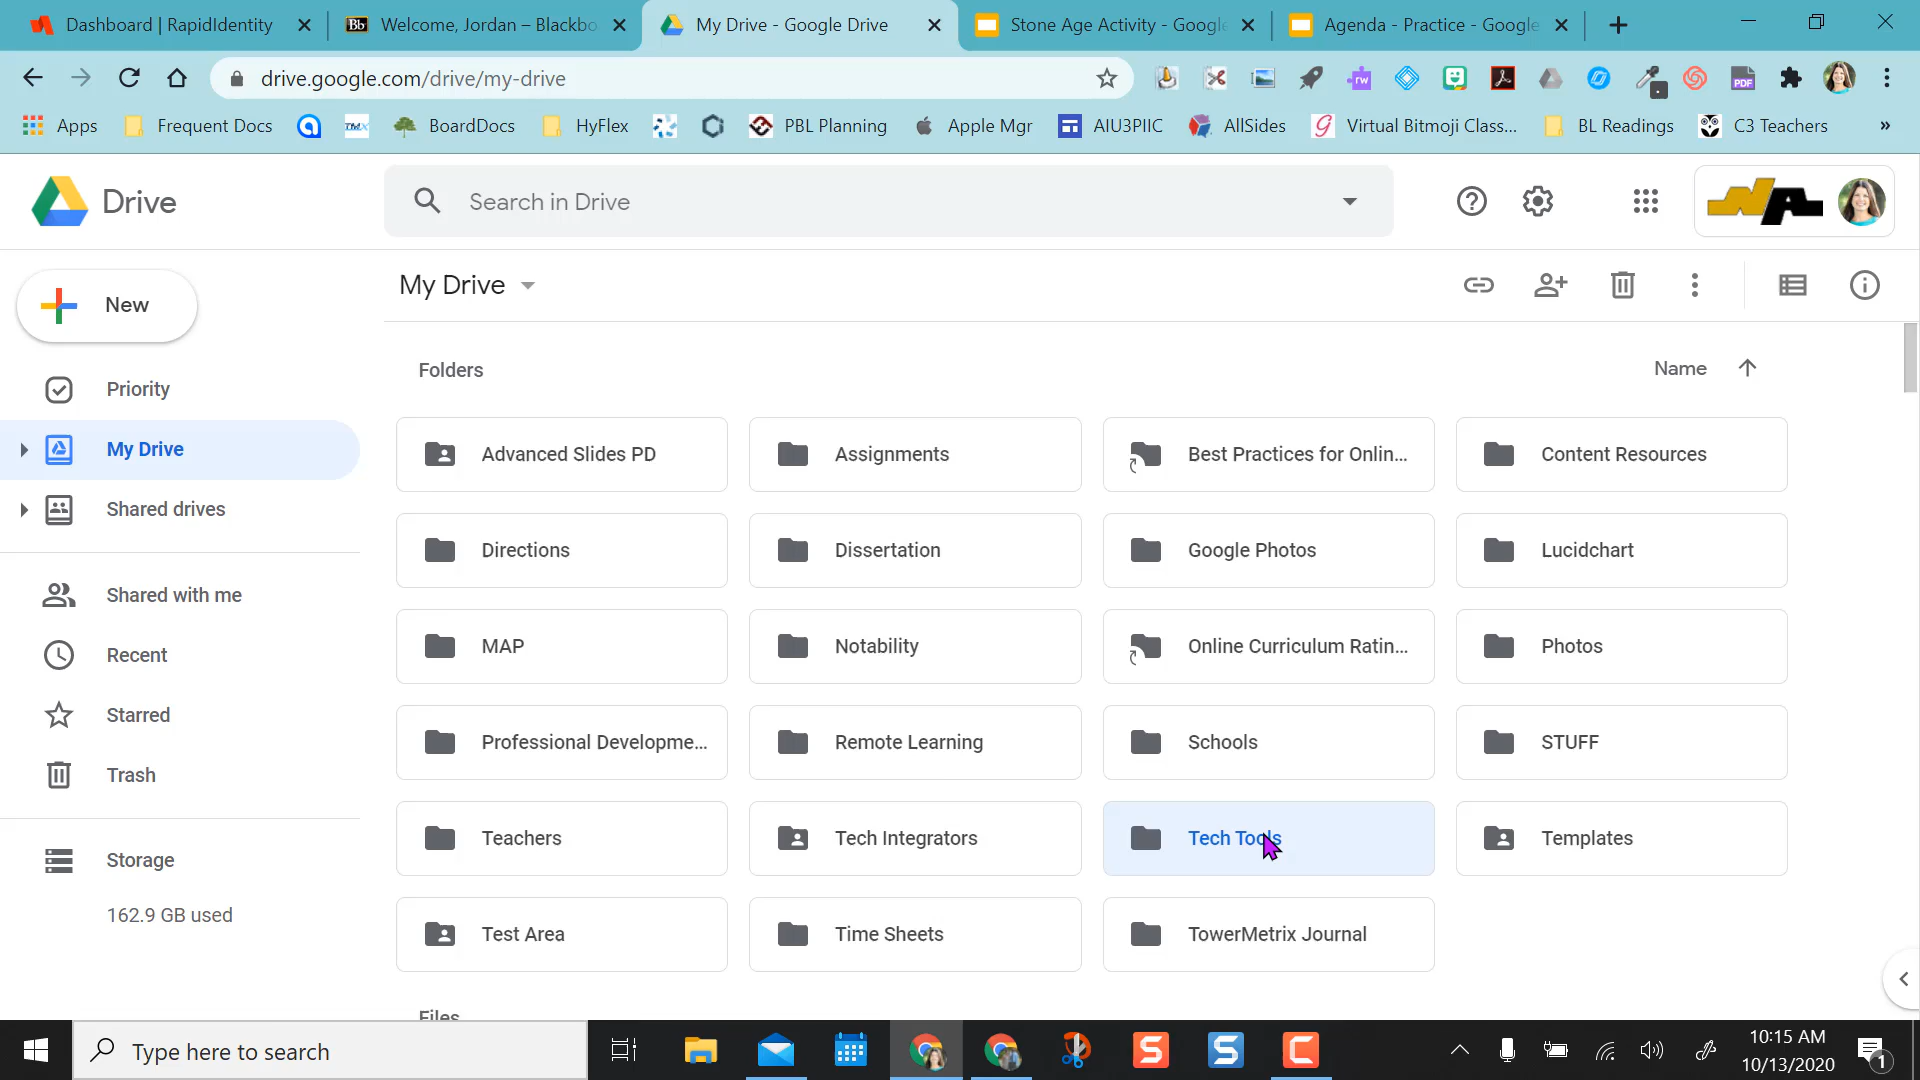 Dashboard | RapidIdentity
Welcome, Jordan – Blackbo
My Drive - Google Drive
Stone Age Activity - Google
Agenda - Practice - Google
drive.google.com/drive/my-drive
Apps
Frequent Docs
TMX
BoardDocs
HyFlex
PBL Planning
Apple Mgr
AIU3PIIC
AllSides
Virtual Bitmoji Class...
BL Readings
C3 Teachers
»
Drive
Search in Drive
New
My Drive
Priority
My Drive
Shared drives
Shared with me
Recent
Starred
Trash
Storage
162.9 GB used
Folders
Name
Advanced Slides PD
Assignments
Best Practices for Onlin...
Content Resources
Directions
Dissertation
Google Photos
Lucidchart
MAP
Notability
Online Curriculum Ratin...
Photos
Professional Developme...
Remote Learning
Schools
STUFF
Teachers
Tech Integrators
Tech Tools
Templates
Test Area
Time Sheets
TowerMetrix Journal
Files
Type here to search
10:15 AM
10/13/2020
1